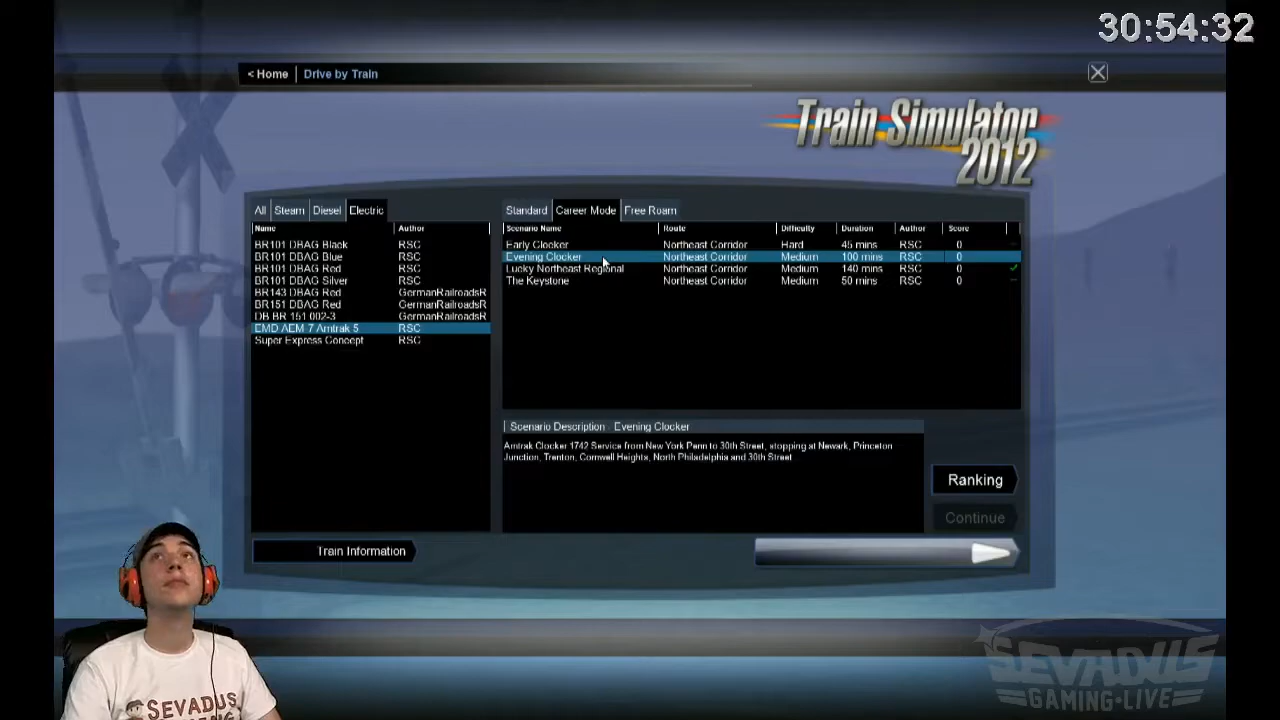 30:54:32
< Home | Drive by Train
Train Simulator
2012
All Steam Diesel Electric
Name Author
BR101 DBAG Black RSC
BR101 DBAG Blue RSC
BR101 DBAG Red RSC
BR101 DBAG Silver RSC
BR143 DBAG Red GermanRailroadsR
BR151 DBAG Red GermanRailroadsR
DB BR 151 002-3 GermanRailroadsR
EMD AEM-7 Amtrak 5 RSC
Super Express Concept RSC
Standard Career Mode Free Roam
Scenario Name Route Difficulty Duration Author Score
Early Clocker Northeast Corridor Hard 45 mins RSC 0
Evening Clocker Northeast Corridor Medium 100 mins RSC 0
Lucky Northeast Regional Northeast Corridor Medium 140 mins RSC 0
The Keystone Northeast Corridor Medium 50 mins RSC 0
Scenario Description - Evening Clocker
Amtrak Clocker 1742 Service from New York Penn to 30th Street, stopping at Newark, Princeton
Junction, Trenton, Cornwell Heights, North Philadelphia and 30th Street
Ranking
Continue
Train Information
SEVADUS
SEVADUS
GAMING.LIVE